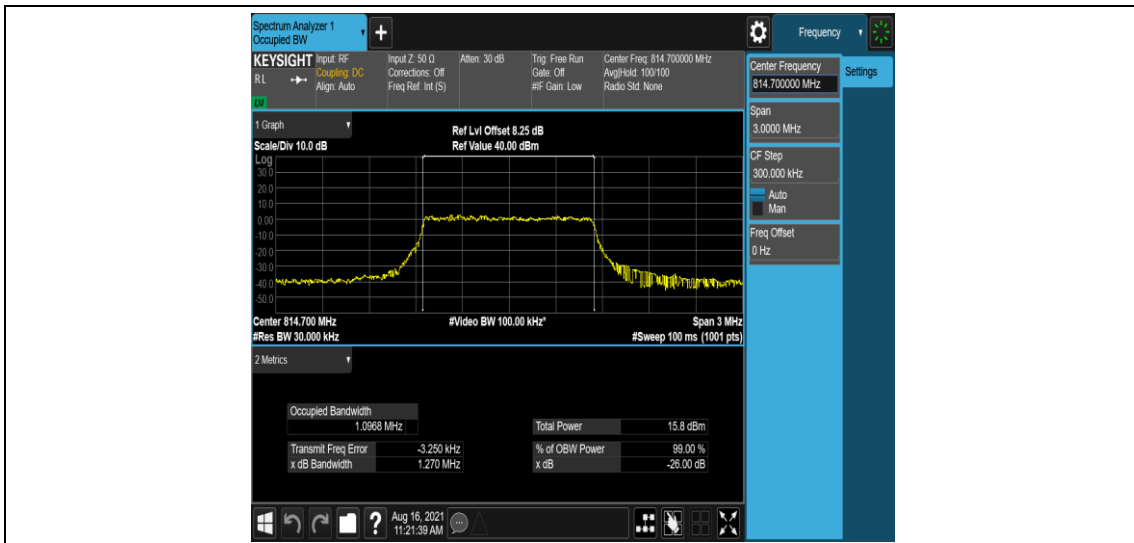 Spectrum Analyzer 1
Occupied BW
Frequency
KEYSIGHT
RL
Input: RF
Coupling: DC
Align: Auto
Input Z: 50 Ω
Corrections: Off
Freq Ref: Int (S)
Atten: 30 dB
Trig: Free Run
Gate: Off
#IF Gain: Low
Center Freq: 814.700000 MHz
Avg|Hold: 100/100
Radio Std: None
Center Frequency
814.700000 MHz
Settings
Span
3.0000 MHz
CF Step
300.000 kHz
Auto
Man
Freq Offset
0 Hz
1 Graph
Scale/Div 10.0 dB
Ref Lvl Offset 8.25 dB
Ref Value 40.00 dBm
Log
30.0
20.0
10.0
0.00
-10.0
-20.0
-30.0
-40.0
-50.0
Center 814.700 MHz
#Video BW 100.00 kHz*
Span 3 MHz
#Res BW 30.000 kHz
#Sweep 100 ms (1001 pts)
2 Metrics
Occupied Bandwidth
1.0968 MHz
Total Power 15.8 dBm
Transmit Freq Error -3.250 kHz
% of OBW Power 99.00 %
x dB Bandwidth 1.270 MHz
x dB -26.00 dB
Aug 16, 2021
11:21:39 AM